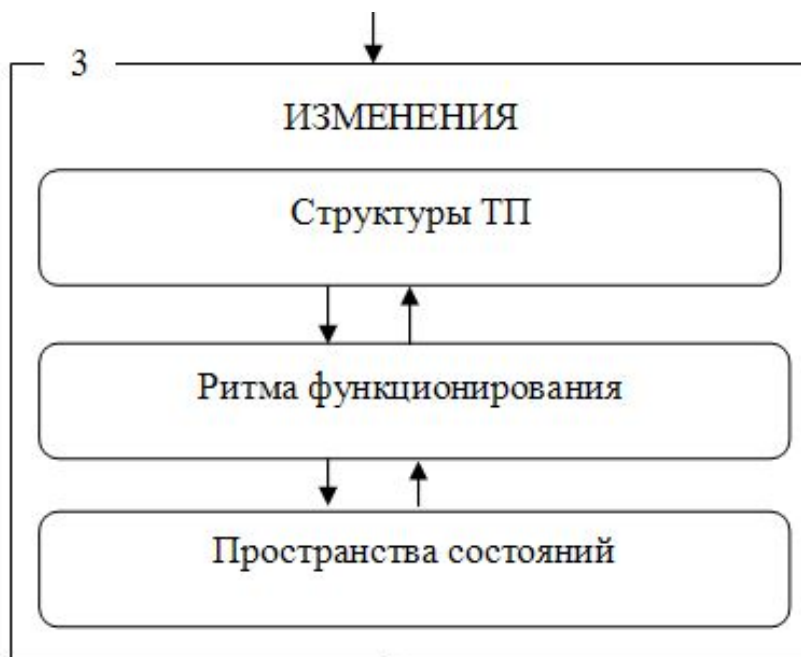 3
ИЗМЕНЕНИЯ
Структуры ТП
Ритма функционирования
Пространства состояний